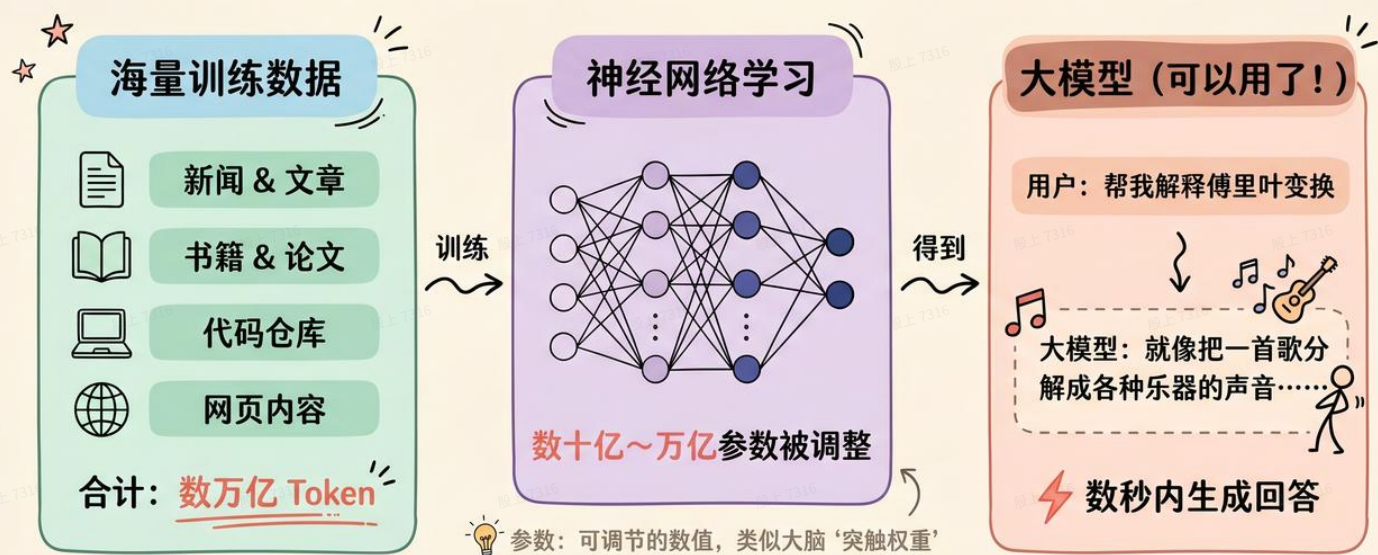 海量训练数据
新闻 & 文章
书籍 & 论文
代码仓库
网页内容
合计：数万亿 Token
训练
神经网络学习
数十亿～万亿参数被调整
参数：可调节的数值，类似大脑‘突触权重’
得到
大模型（可以用了！）
用户：帮我解释傅里叶变换
大模型：就像把一首歌分
解成各种乐器的声音……
数秒内生成回答